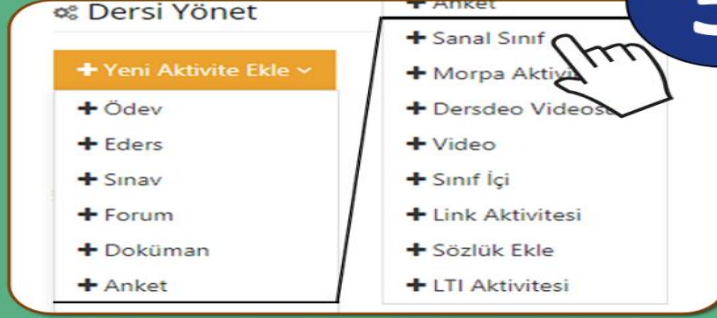 Dersi Yönet
+ Yeni Aktivite Ekle
+ Ödev
+ Eders
+ Sınav
+ Forum
+ Doküman
+ Anket
+ Anket
+ Sanal Sınıf
+ Morpa
+ Dersdeo Videosu
+ Video
+ Sınıf İçi
+ Link Aktivitesi
+ Sözlük Ekle
+ LTI Aktivitesi